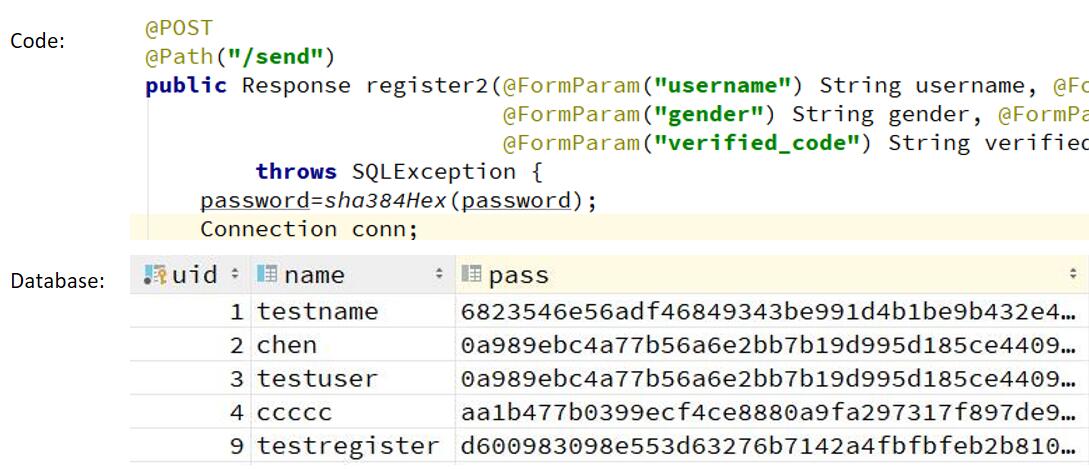 Code:
@POST
@Path("/send")
public Response register2(@FormParam("username") String username, @Fo
@FormParam("gender") String gender, @FormPa
@FormParam("verified_code") String verified
throws SQLException {
password=sha384Hex(password);
Connection conn;
Database:
uid name pass
1 testname 6823546e56adf46849343be991d4b1be9b432e4…
2 chen 0a989ebc4a77b56a6e2bb7b19d995d185ce4409…
3 testuser 0a989ebc4a77b56a6e2bb7b19d995d185ce4409…
4 ccccc aa1b477b0399ecf4ce8880a9fa297317f897de9…
9 testregister d600983098e553d63276b7142a4fbfbfeb2b810…